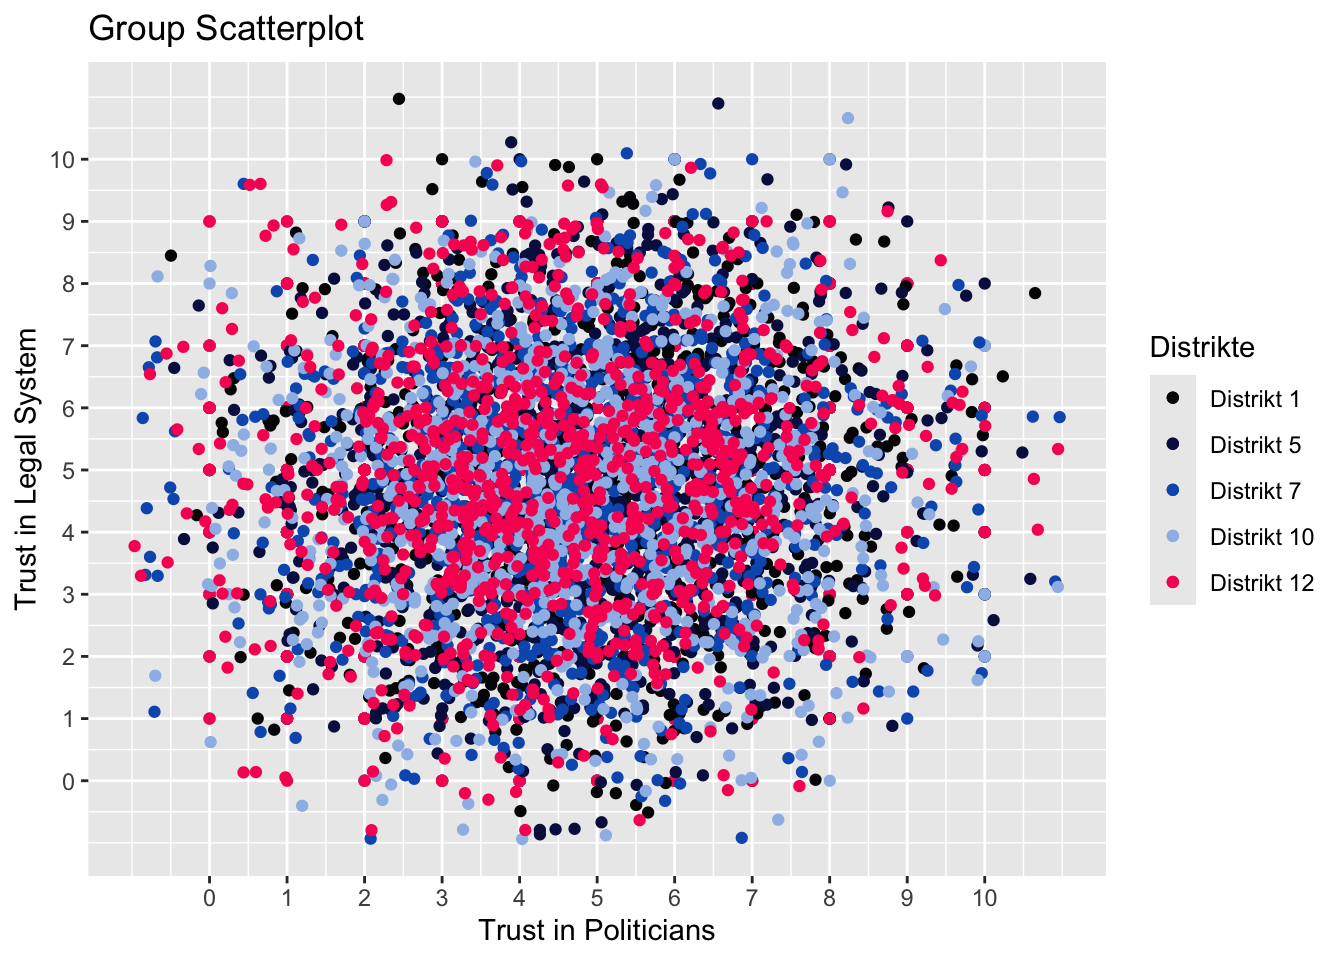 Group Scatterplot
Trust in Legal System
10
9
8
7
6
5
4
3
2
1
0
0 1 2 3 4 5 6 7 8 9 10
Trust in Politicians
Distrikte
Distrikt 1
Distrikt 5
Distrikt 7
Distrikt 10
Distrikt 12